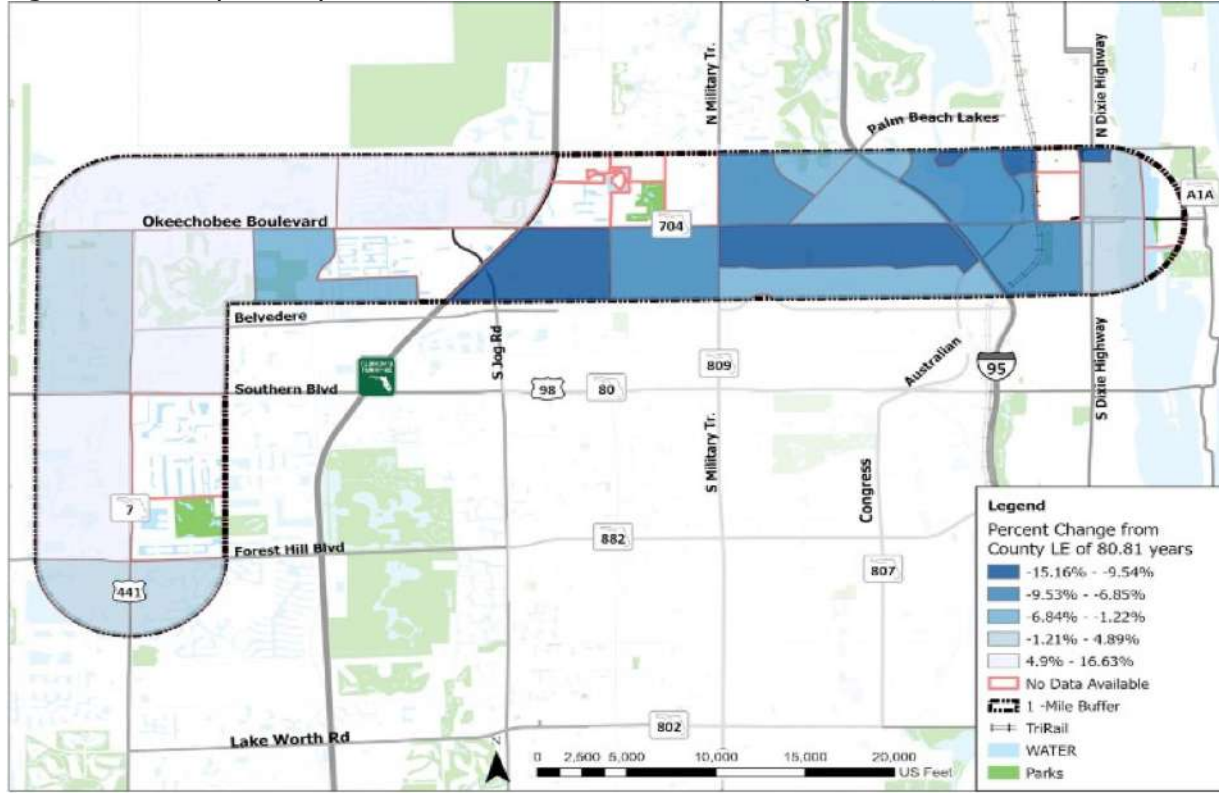 N Military Tr.
N Dixie Highway
Palm Beach Lakes
A1A
Okeechobee Boulevard
704
Belvedere
S Jog Rd
809
Australian
95
S Dixie Highway
Southern Blvd
98
80
S Military Tr.
Congress
7
Forest Hill Blvd
882
807
441
Lake Worth Rd
802
0 2,500 5,000 10,000 15,000 20,000
US Feet
Legend
Percent Change from
County LE of 80.81 years
-15.16% - -9.54%
-9.53% - -6.85%
-6.84% - -1.22%
-1.21% - 4.89%
4.9% - 16.63%
No Data Available
1 -Mile Buffer
TriRail
WATER
Parks